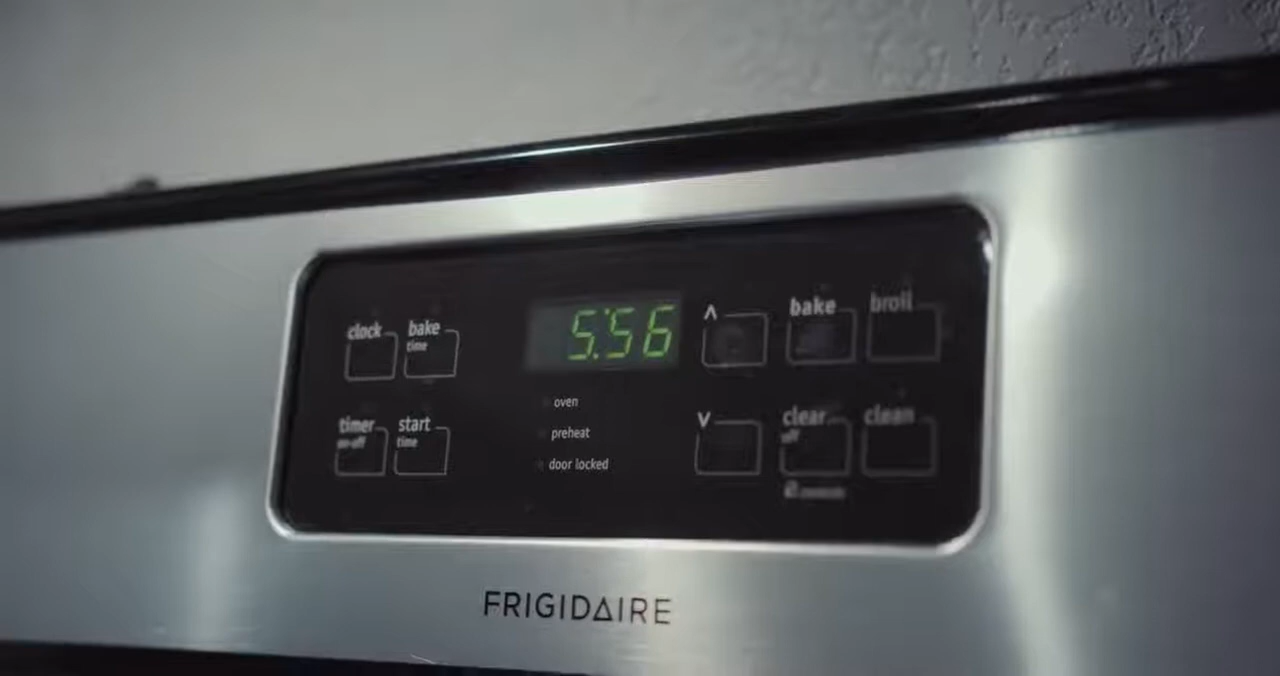 clock
bake
time
5:56
∧
bake
broil
timer
on-off
start
time
oven
preheat
door locked
∨
clear
off
clean
FRIGIDAIRE